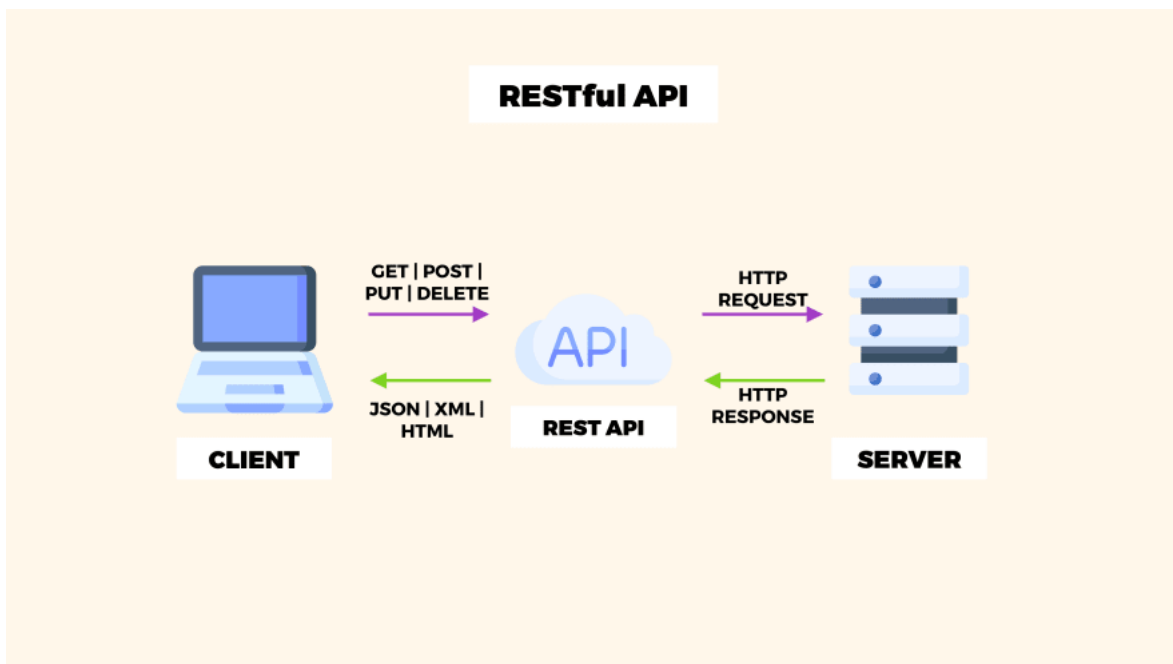 RESTful API
GET | POST |
PUT | DELETE
HTTP
REQUEST
API
JSON | XML |
HTML
HTTP
RESPONSE
REST API
CLIENT
SERVER